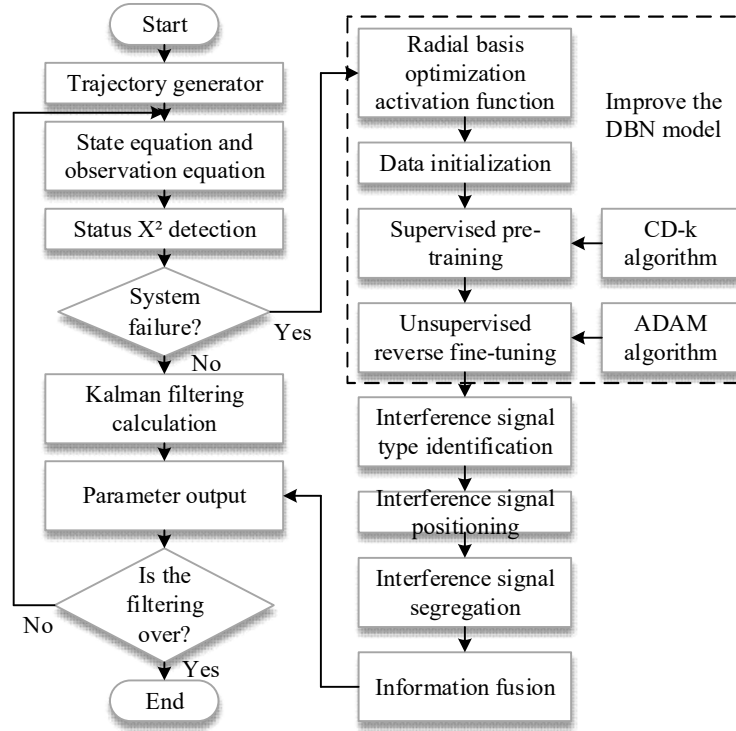 Start
Trajectory generator
State equation and
observation equation
Status X² detection
System
failure?
Yes
No
Kalman filtering
calculation
Parameter output
Is the
filtering
over?
No
Yes
End
Radial basis
optimization
activation function
Improve the
DBN model
Data initialization
Supervised pre-
training
CD-k
algorithm
Unsupervised
reverse fine-tuning
ADAM
algorithm
Interference signal
type identification
Interference signal
positioning
Interference signal
segregation
Information fusion